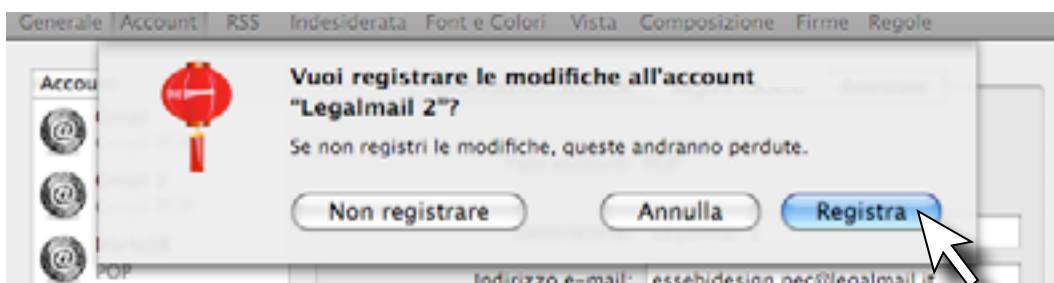 Generale Account RSS Indesiderata Font e Colori Vista Composizione Firme Regole
Accou
Vuoi registrare le modifiche all'account
"Legalmail 2"?
Se non registri le modifiche, queste andranno perdute.
Non registrare Annulla Registra
POP
Indirizzo e-mail: essebidesign.pec@legalmail.it